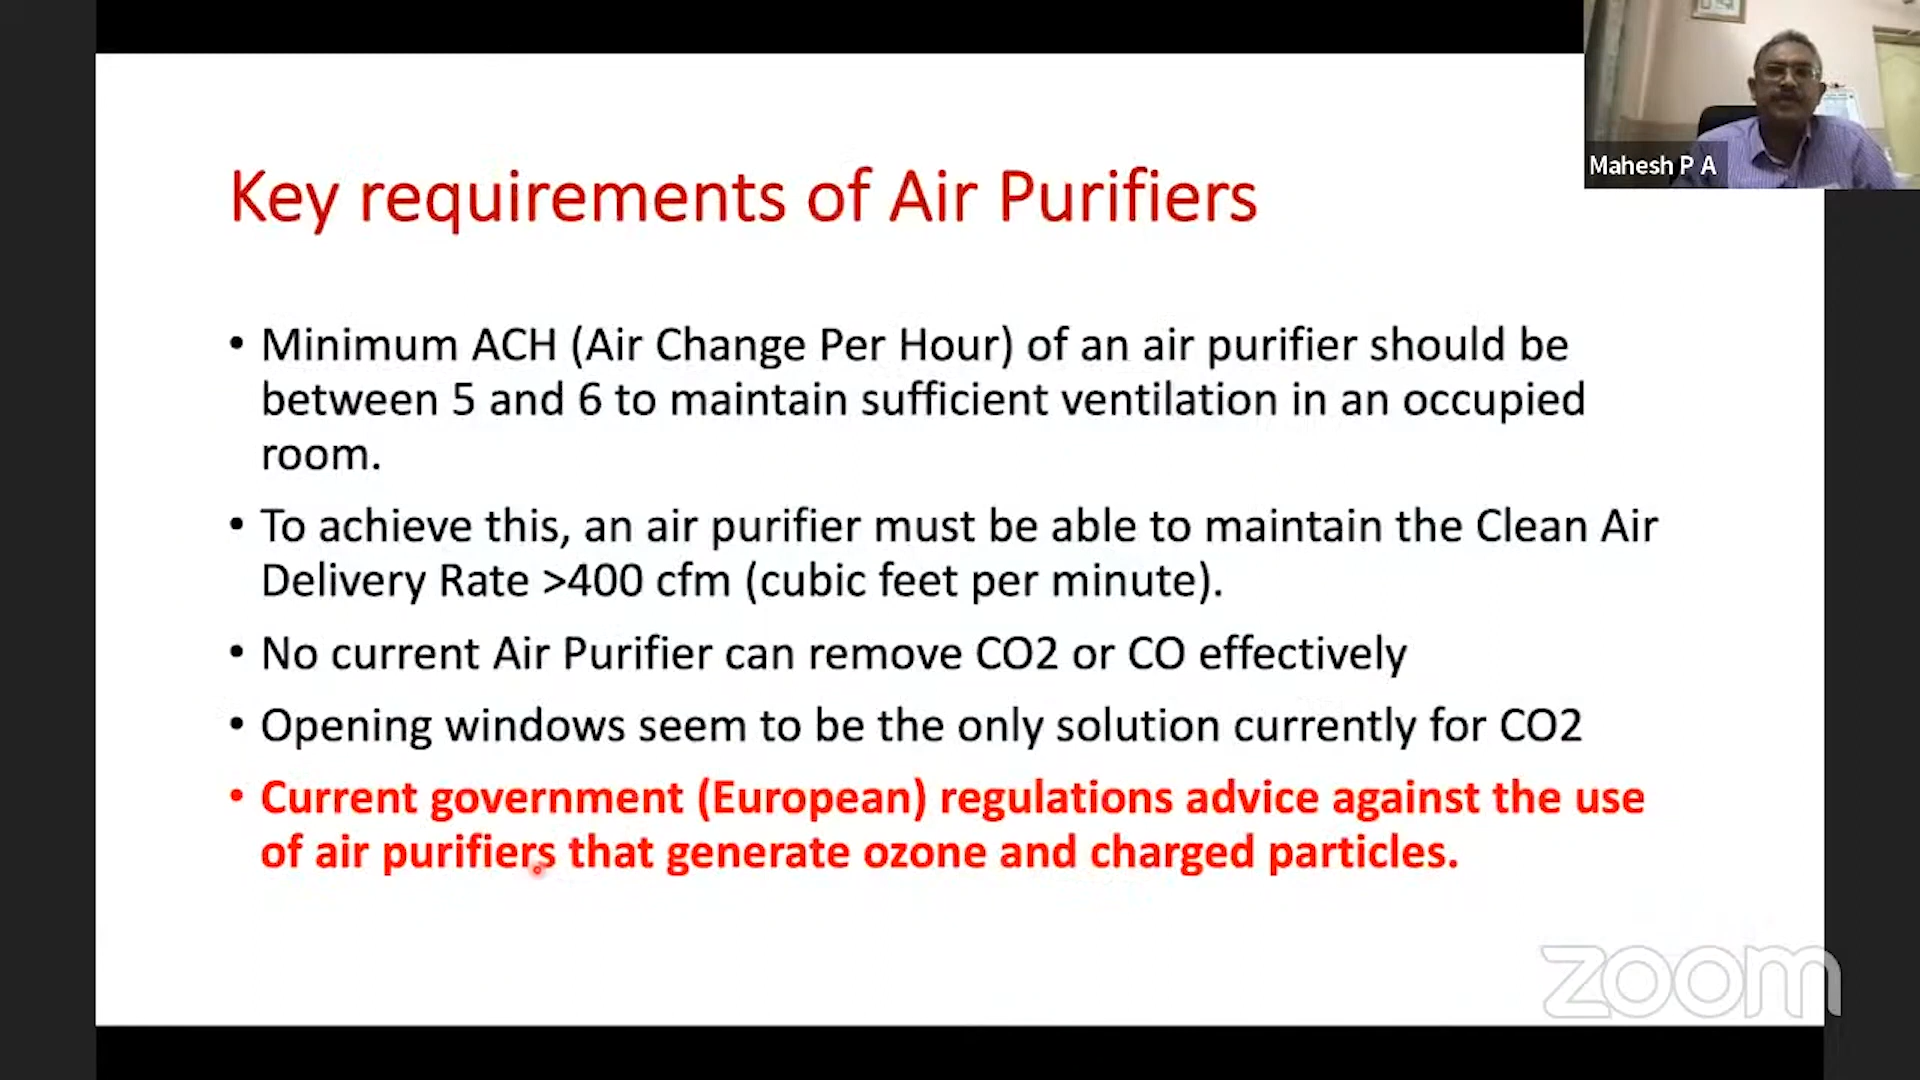 Mahesh P A
Key requirements of Air Purifiers
• Minimum ACH (Air Change Per Hour) of an air purifier should be
between 5 and 6 to maintain sufficient ventilation in an occupied
room.
• To achieve this, an air purifier must be able to maintain the Clean Air
Delivery Rate >400 cfm (cubic feet per minute).
• No current Air Purifier can remove CO2 or CO effectively
• Opening windows seem to be the only solution currently for CO2
• Current government (European) regulations advice against the use
of air purifiers that generate ozone and charged particles.
zoom